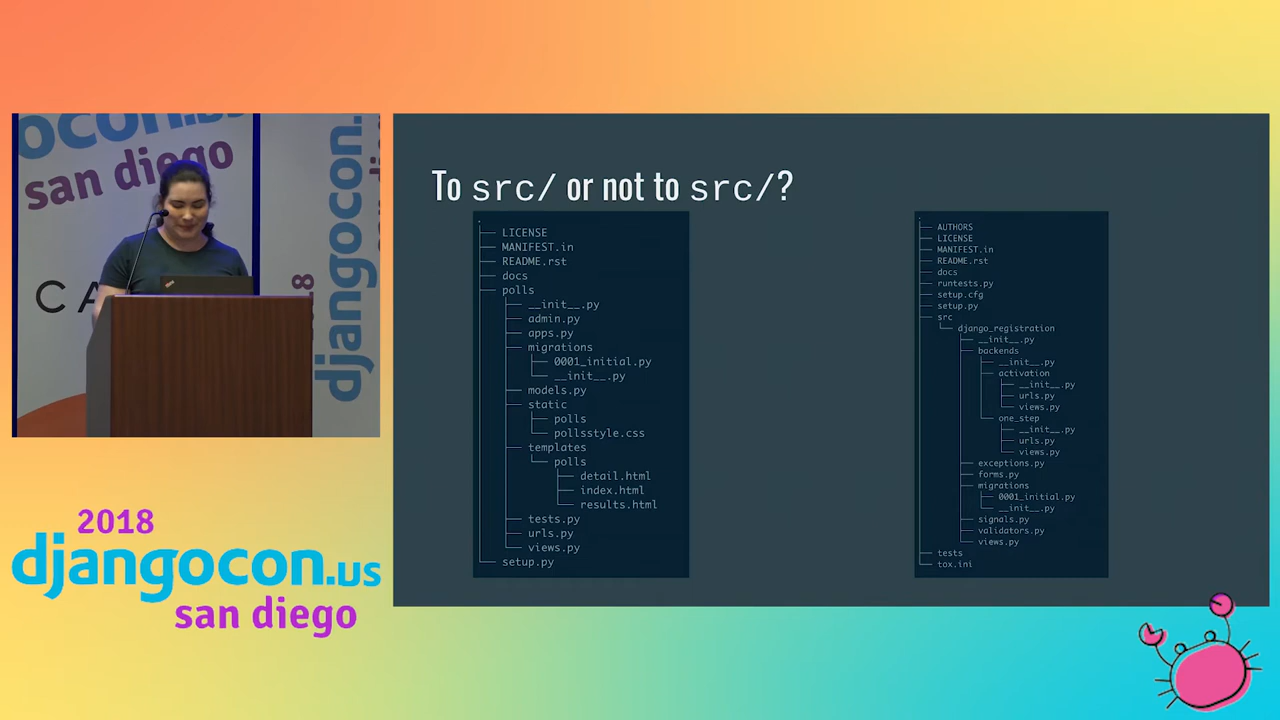 ocon.us
san diego
djangocon.
2018
CA
2018
djangocon.us
san diego
To src/ or not to src/?
.
├── LICENSE
├── MANIFEST.in
├── README.rst
├── docs
├── polls
│   ├── __init__.py
│   ├── admin.py
│   ├── apps.py
│   ├── migrations
│   │   ├── 0001_initial.py
│   │   └── __init__.py
│   ├── models.py
│   ├── static
│   │   ├── polls
│   │   └── pollsstyle.css
│   ├── templates
│   │   └── polls
│   │       ├── detail.html
│   │       ├── index.html
│   │       └── results.html
│   ├── tests.py
│   ├── urls.py
│   └── views.py
└── setup.py
.
├── AUTHORS
├── LICENSE
├── MANIFEST.in
├── README.rst
├── docs
├── runtests.py
├── setup.cfg
├── setup.py
├── src
│   └── django_registration
│       ├── __init__.py
│       ├── backends
│       │   ├── __init__.py
│       │   ├── activation
│       │   │   ├── __init__.py
│       │   │   ├── urls.py
│       │   │   └── views.py
│       │   └── one_step
│       │       ├── __init__.py
│       │       ├── urls.py
│       │       └── views.py
│       ├── exceptions.py
│       ├── forms.py
│       ├── migrations
│       │   ├── 0001_initial.py
│       │   └── __init__.py
│       ├── signals.py
│       ├── validators.py
│       └── views.py
├── tests
└── tox.ini